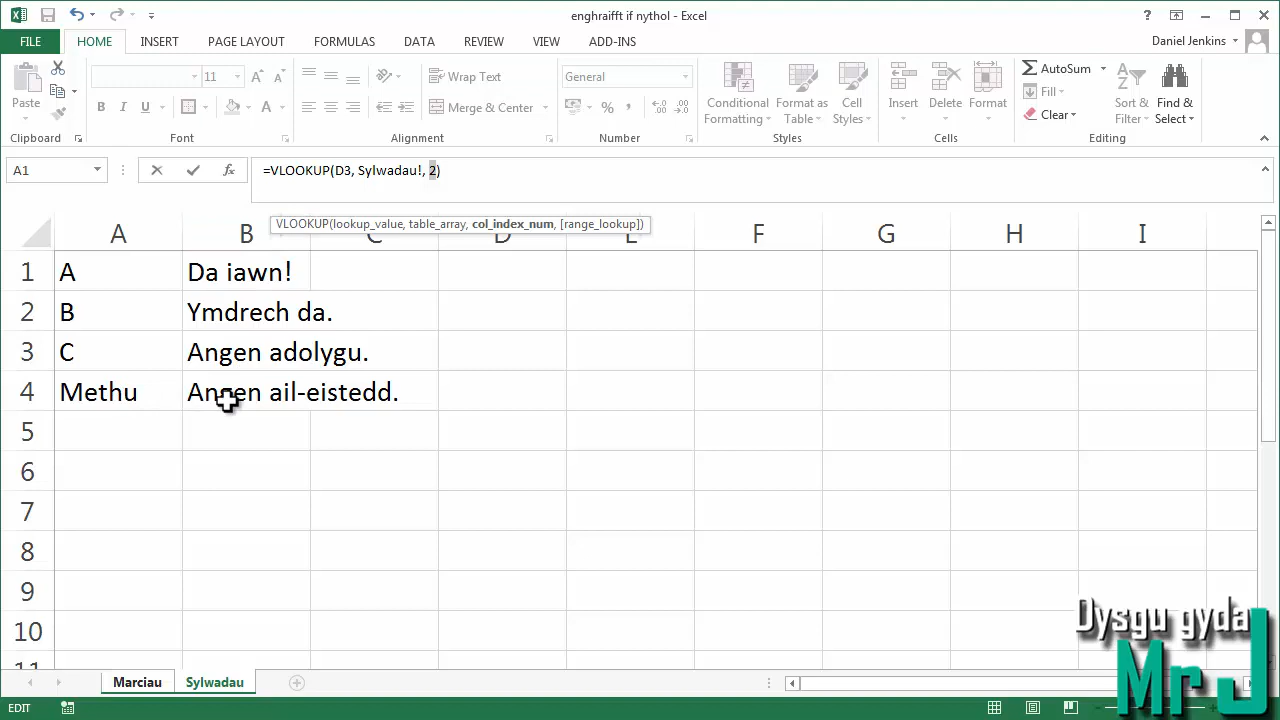 enghraifft if nythol - Excel
FILE HOME INSERT PAGE LAYOUT FORMULAS DATA REVIEW VIEW ADD-INS Daniel Jenkins
Paste
11
Wrap Text
Merge & Center
General
Conditional Formatting
Format as Table
Cell Styles
Insert
Delete
Format
AutoSum
Fill
Clear
Sort & Filter
Find & Select
Clipboard Font Alignment Number Styles Cells Editing
A1 fx =VLOOKUP(D3, Sylwadau!, 2)
VLOOKUP(lookup_value, table_array, col_index_num, [range_lookup])
A B C D E F G H I
1 A Da iawn!
2 B Ymdrech da.
3 C Angen adolygu.
4 Methu Angen ail-eistedd.
5
6
7
8
9
10
11
Dysgu gyda
Mr J
Marciau Sylwadau
EDIT